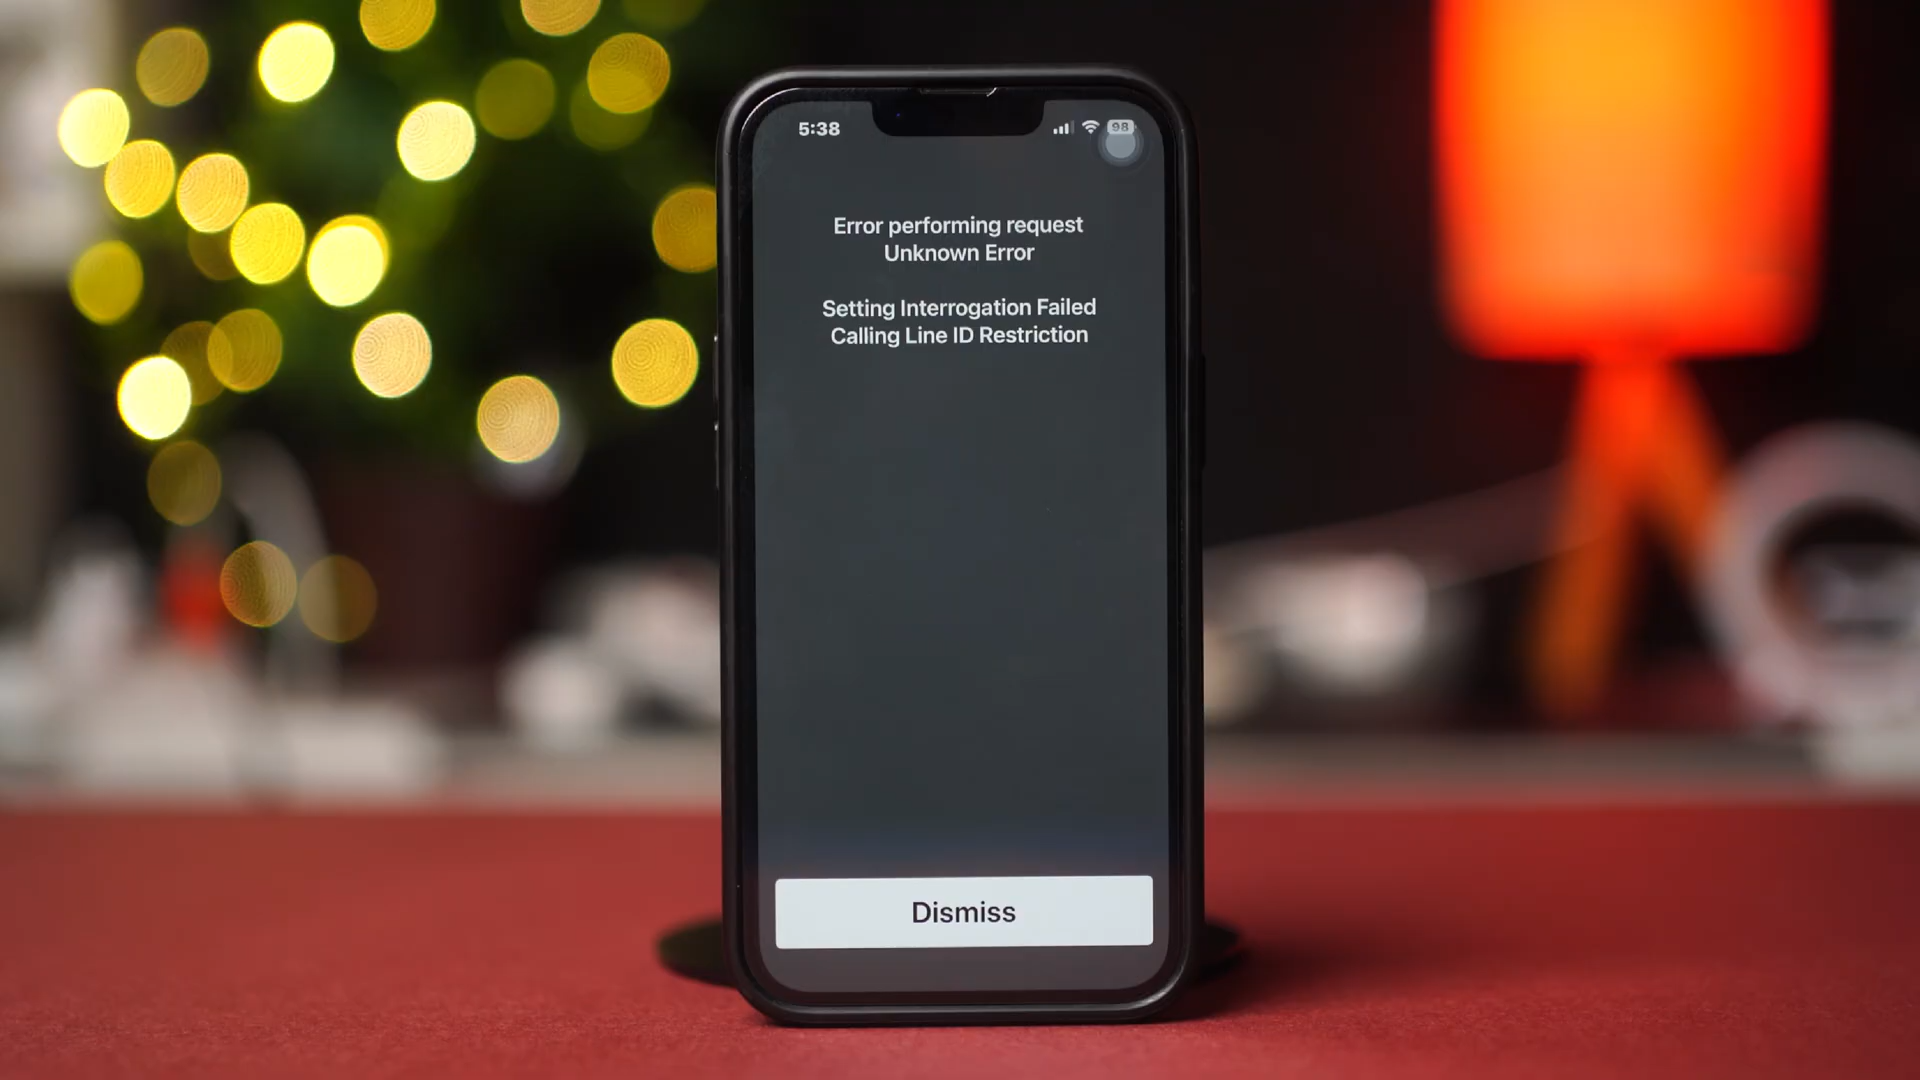 5:38
98
Error performing request
Unknown Error
Setting Interrogation Failed
Calling Line ID Restriction
Dismiss